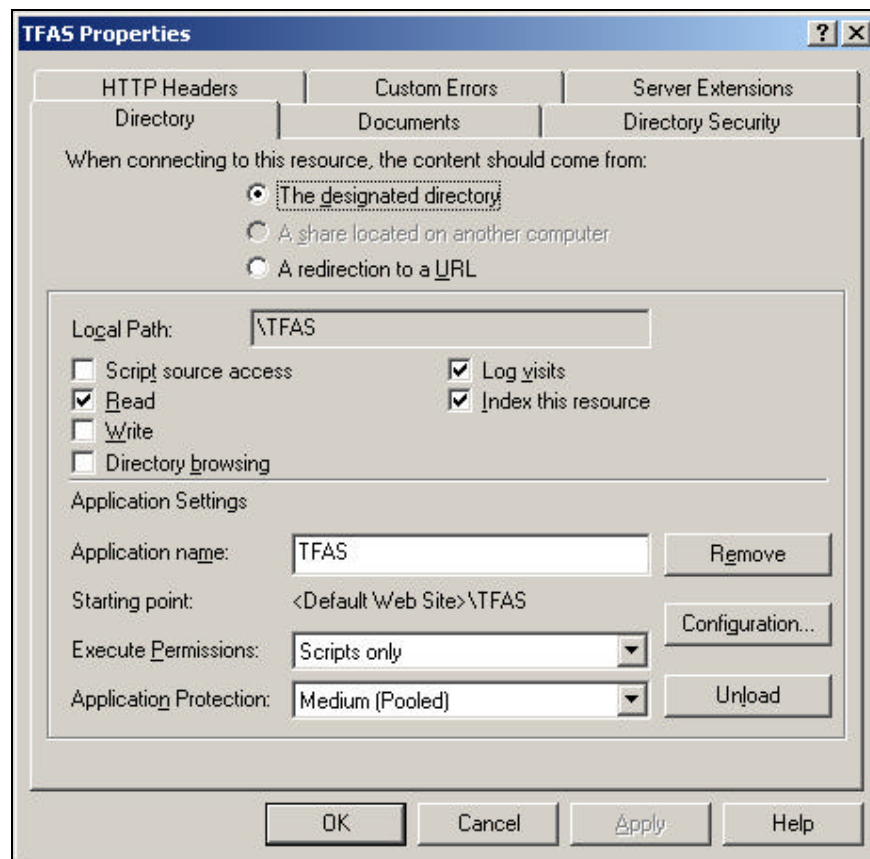 TFAS Properties
HTTP Headers
Custom Errors
Server Extensions
Directory
Documents
Directory Security
When connecting to this resource, the content should come from:
The designated directory
A share located on another computer
A redirection to a URL
Local Path:
\TFAS
Script source access
Log visits
Read
Index this resource
Write
Directory browsing
Application Settings
Application name:
TFAS
Remove
Starting point:
<Default Web Site>\TFAS
Configuration...
Execute Permissions:
Scripts only
Application Protection:
Medium (Pooled)
Unload
OK
Cancel
Apply
Help